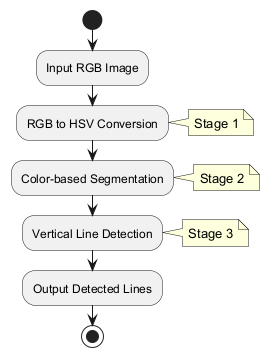 Input RGB Image
RGB to HSV Conversion
Stage 1
Color-based Segmentation
Stage 2
Vertical Line Detection
Stage 3
Output Detected Lines